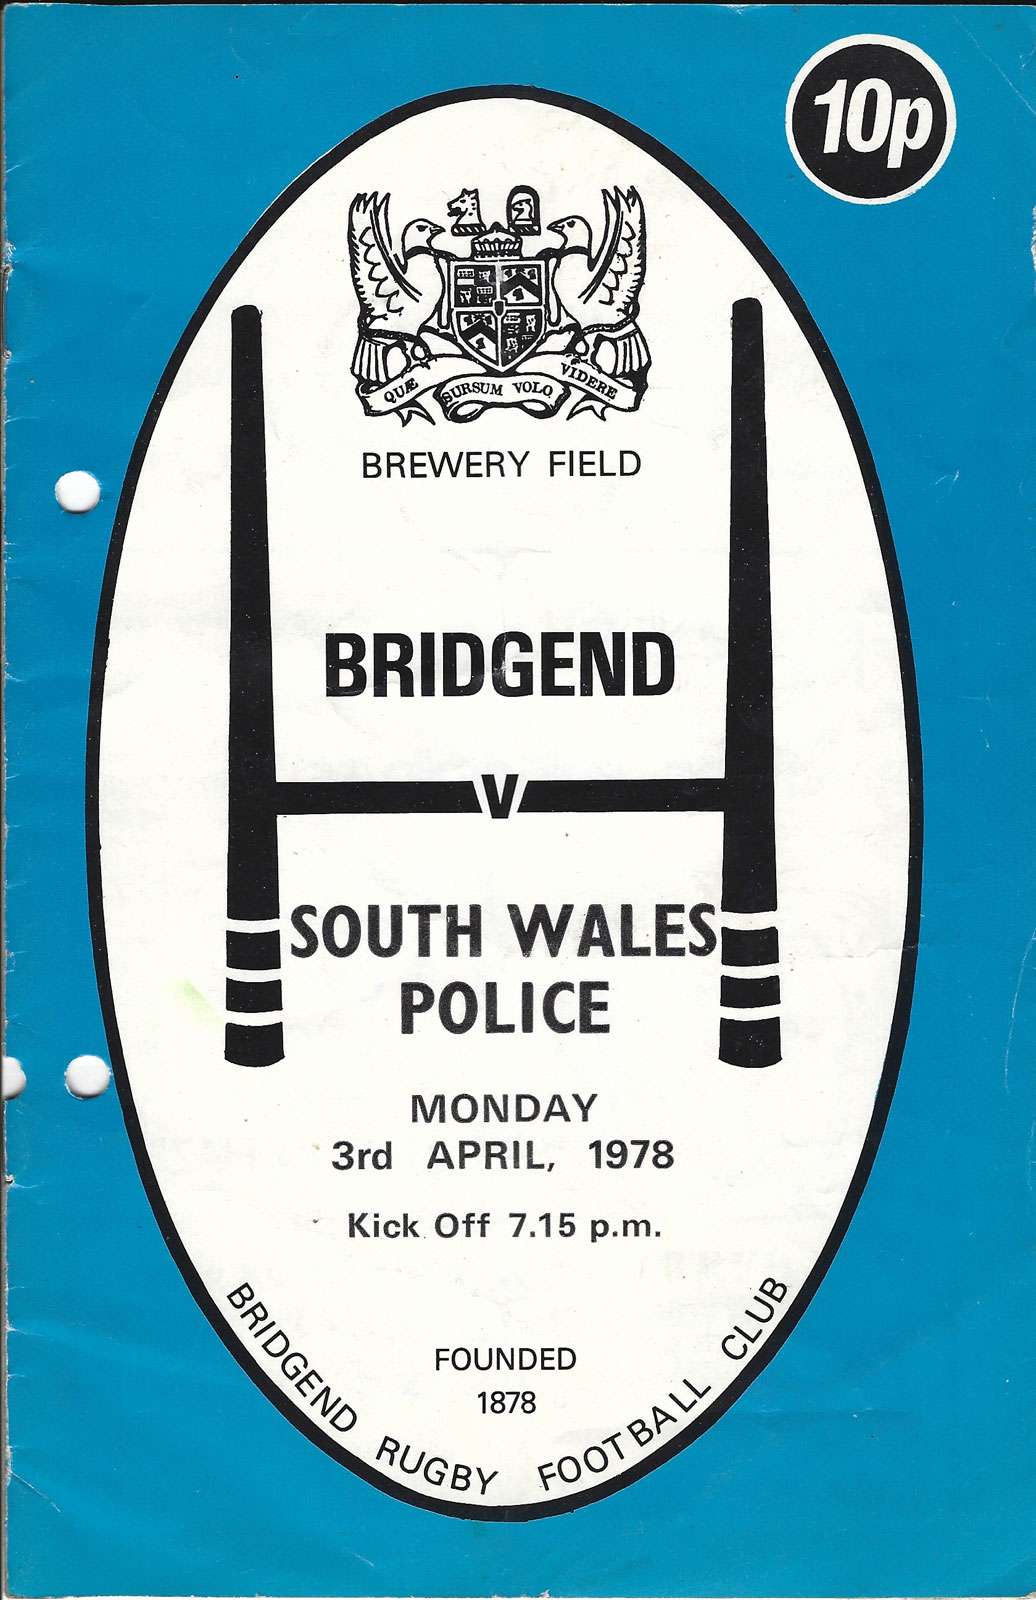 10p
QUÆ SURSUM VOLO VIDERE
BREWERY FIELD
BRIDGEND
V
SOUTH WALES
POLICE
MONDAY
3rd APRIL, 1978
Kick Off 7.15 p.m.
FOUNDED
1878
BRIDGEND RUGBY FOOTBALL CLUB